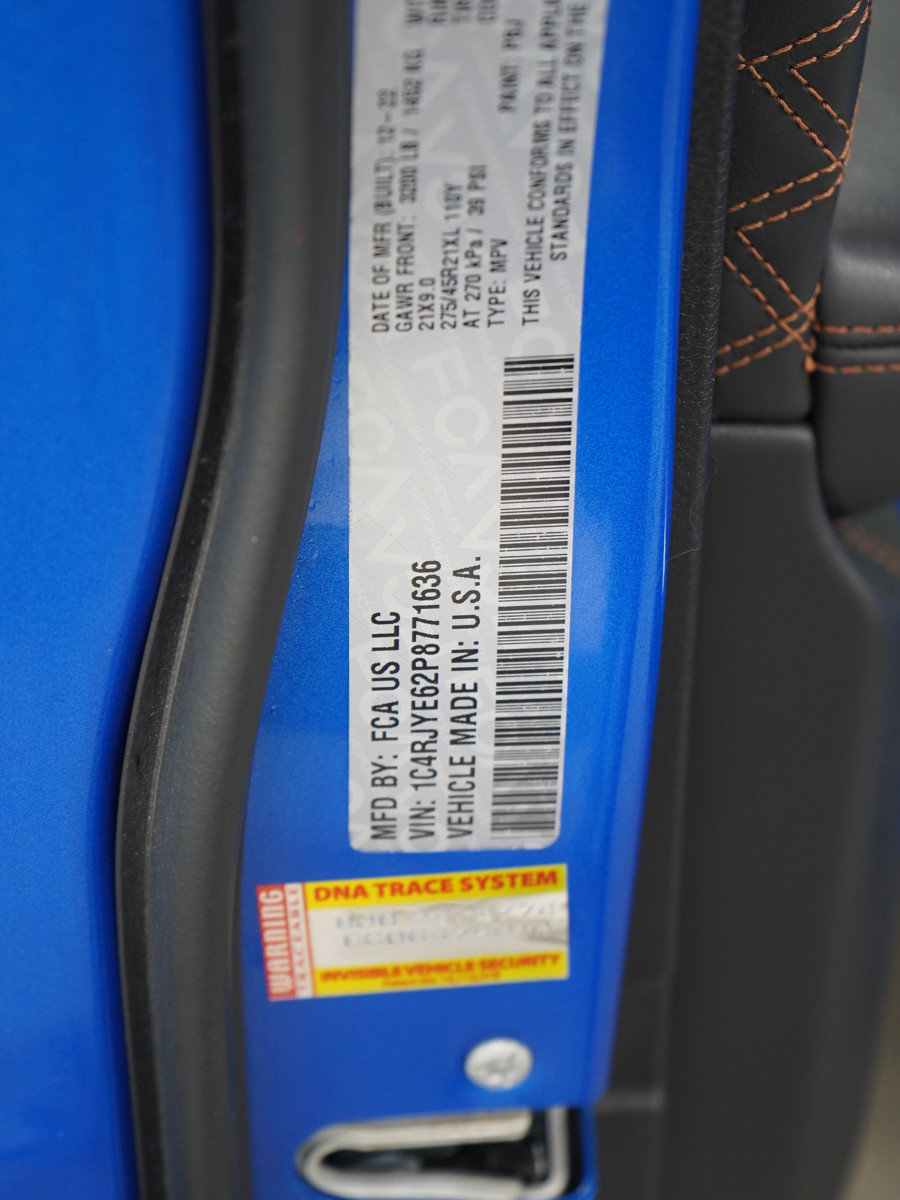 MFD BY: FCA US LLC
VIN: 1C4RJYE62P8771636
VEHICLE MADE IN: U.S.A.
DATE OF MFR (BUILT): 12-22
GAWR FRONT: 3200 LB / 1452 KG
21X9.0
275/45R21XL 110Y
AT 270 kPa / 39 PSI
TYPE: MPV
PAINT: PBJ
THIS VEHICLE CONFORMS TO ALL
STANDARDS IN EFFECT ON THE
WARNING
TRACEABLE
DNA TRACE SYSTEM
INVISIBLE VEHICLE SECURITY